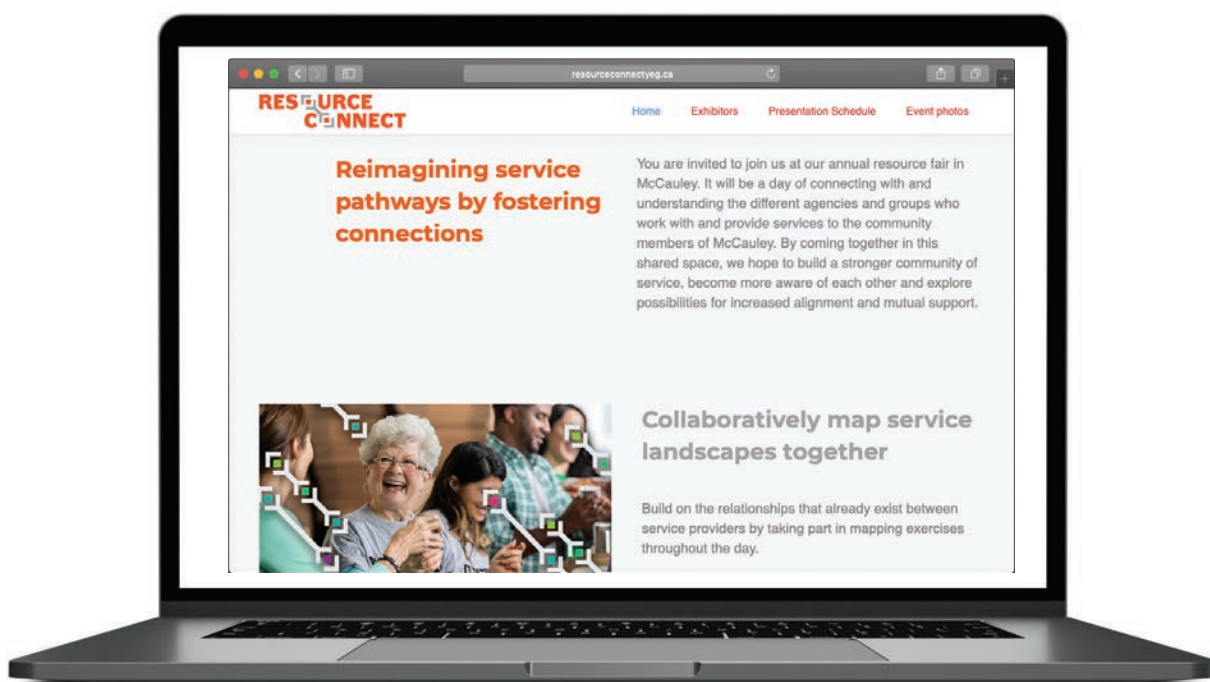 resourceconnectyeg.ca
RESOURCE
CONNECT
Home Exhibitors Presentation Schedule Event photos
Reimagining service
pathways by fostering
connections
You are invited to join us at our annual resource fair in
McCauley. It will be a day of connecting with and
understanding the different agencies and groups who
work with and provide services to the community
members of McCauley. By coming together in this
shared space, we hope to build a stronger community of
service, become more aware of each other and explore
possibilities for increased alignment and mutual support.
Collaboratively map service
landscapes together
Build on the relationships that already exist between
service providers by taking part in mapping exercises
throughout the day.